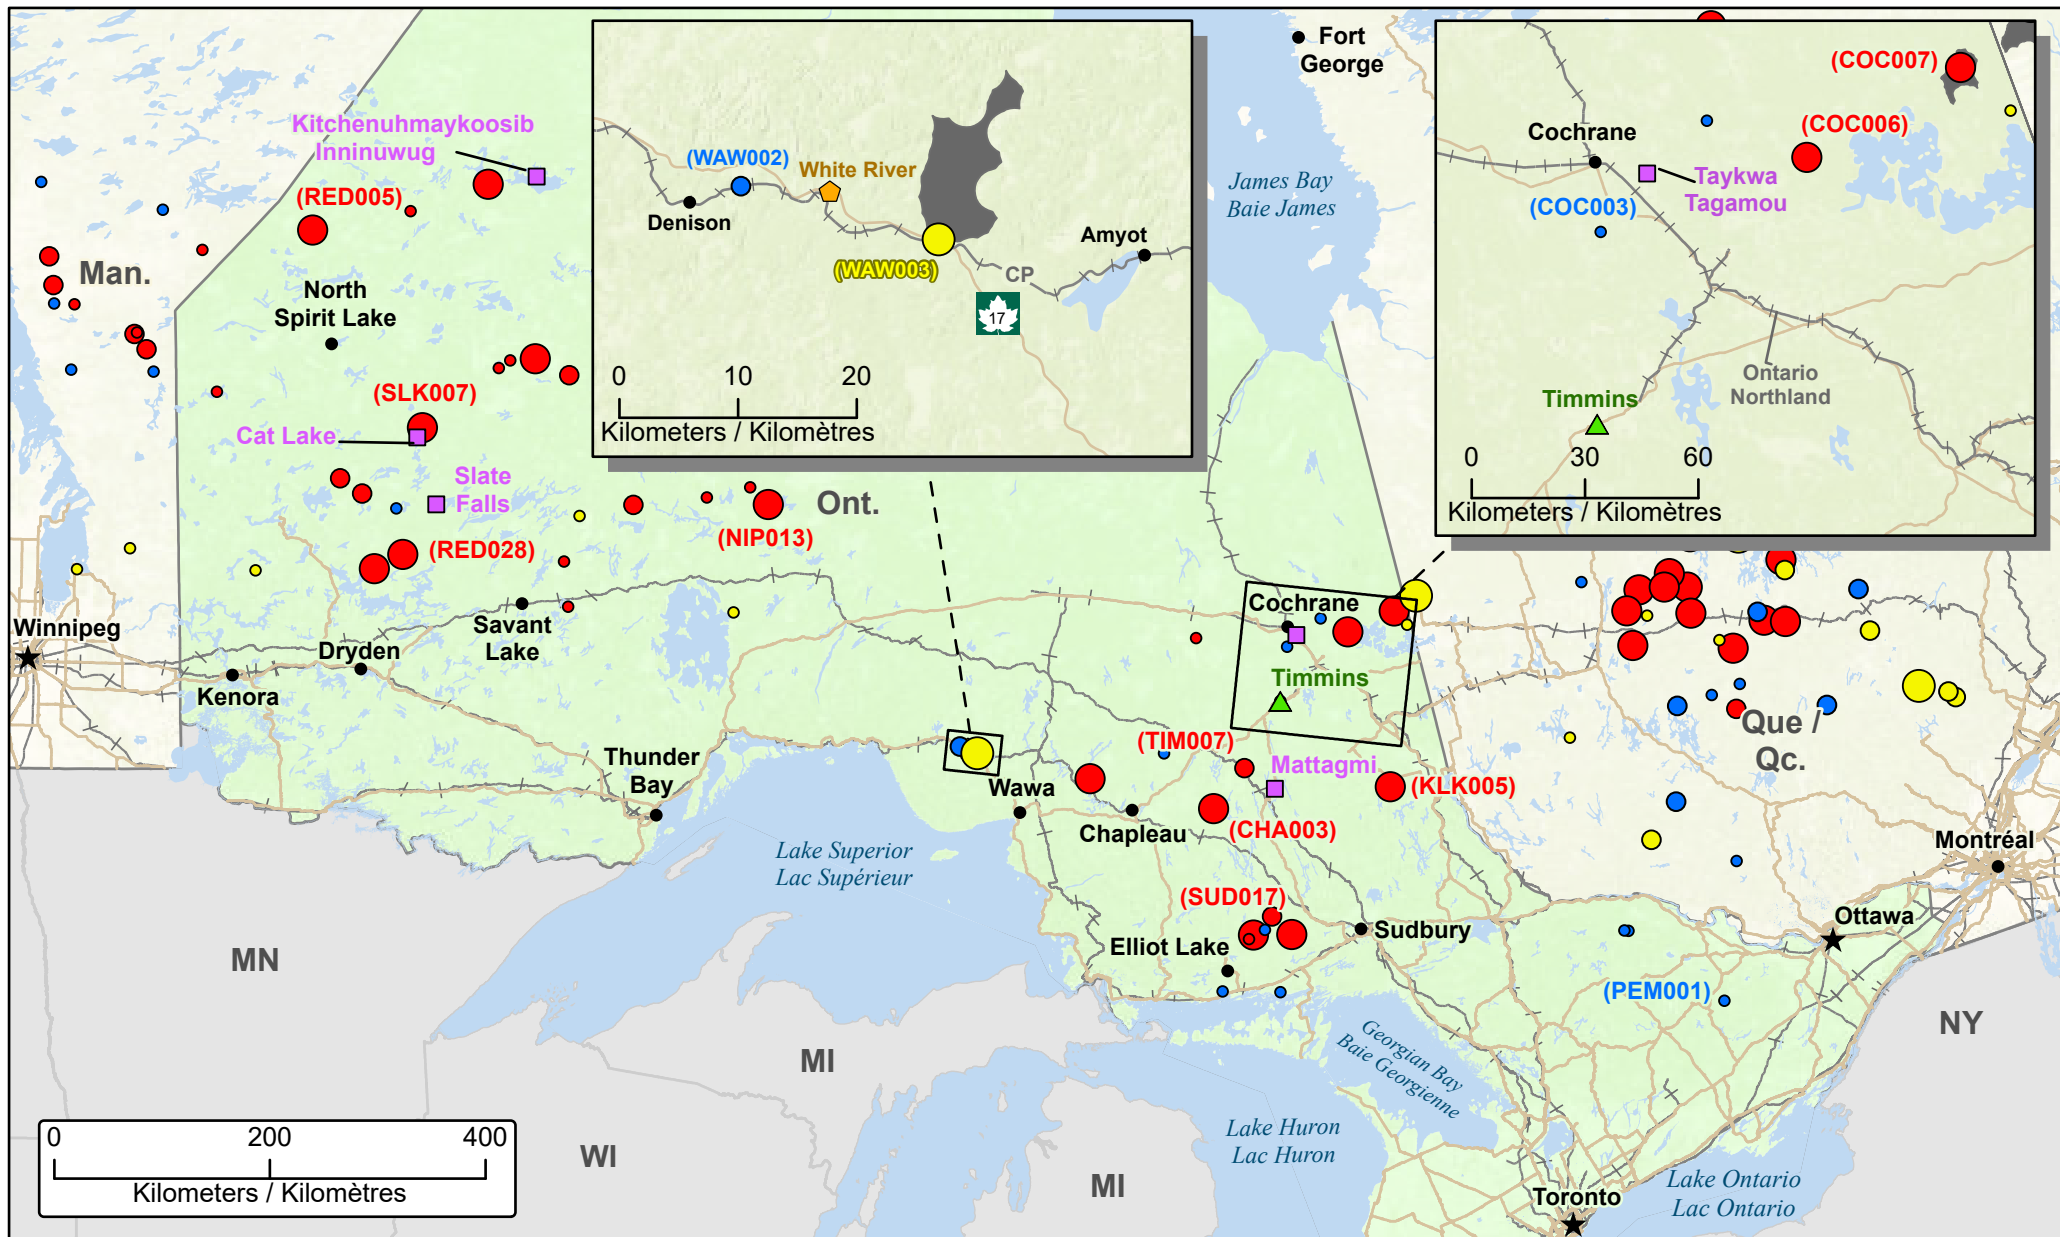 Kitchenuhmaykoosib
Inninuwug
(RED005)
Man.
North
Spirit Lake
(SLK007)
Cat Lake
Slate
Falls
(RED028)
(NIP013)
Ont.
Winnipeg
Kenora
Dryden
Savant
Lake
Thunder
Bay
(WAW002)
White River
Denison
(WAW003)
Amyot
CP
17
0 10 20
Kilometers / Kilomètres
Fort
George
James Bay
Baie James
(COC007)
(COC006)
Cochrane
Taykwa
Tagamou
(COC003)
Ontario
Northland
Timmins
0 30 60
Kilometers / Kilomètres
Cochrane
Timmins
(TIM007)
Mattagmi
(KLK005)
Wawa
Chapleau
(CHA003)
(SUD017)
Elliot Lake
Sudbury
Que /
Qc.
Montréal
Ottawa
(PEM001)
Lake Superior
Lac Supérieur
Georgian Bay
Baie Georgienne
Lake Huron
Lac Huron
Lake Ontario
Lac Ontario
Toronto
MN
WI
MI
MI
NY
0 200 400
Kilometers / Kilomètres